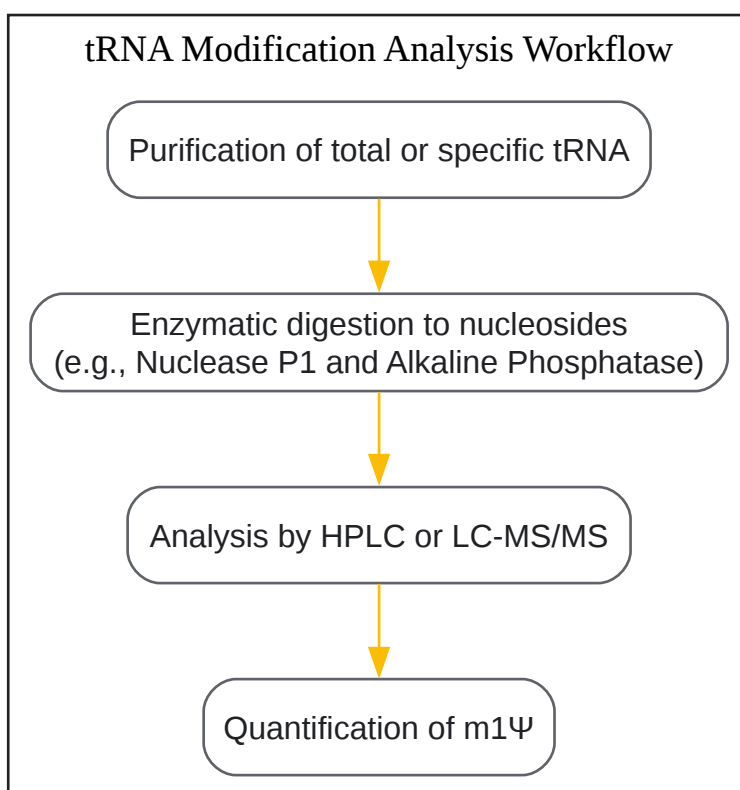 tRNA Modification Analysis Workflow
Purification of total or specific tRNA
Enzymatic digestion to nucleosides
(e.g., Nuclease P1 and Alkaline Phosphatase)
Analysis by HPLC or LC-MS/MS
Quantification of m1Ψ